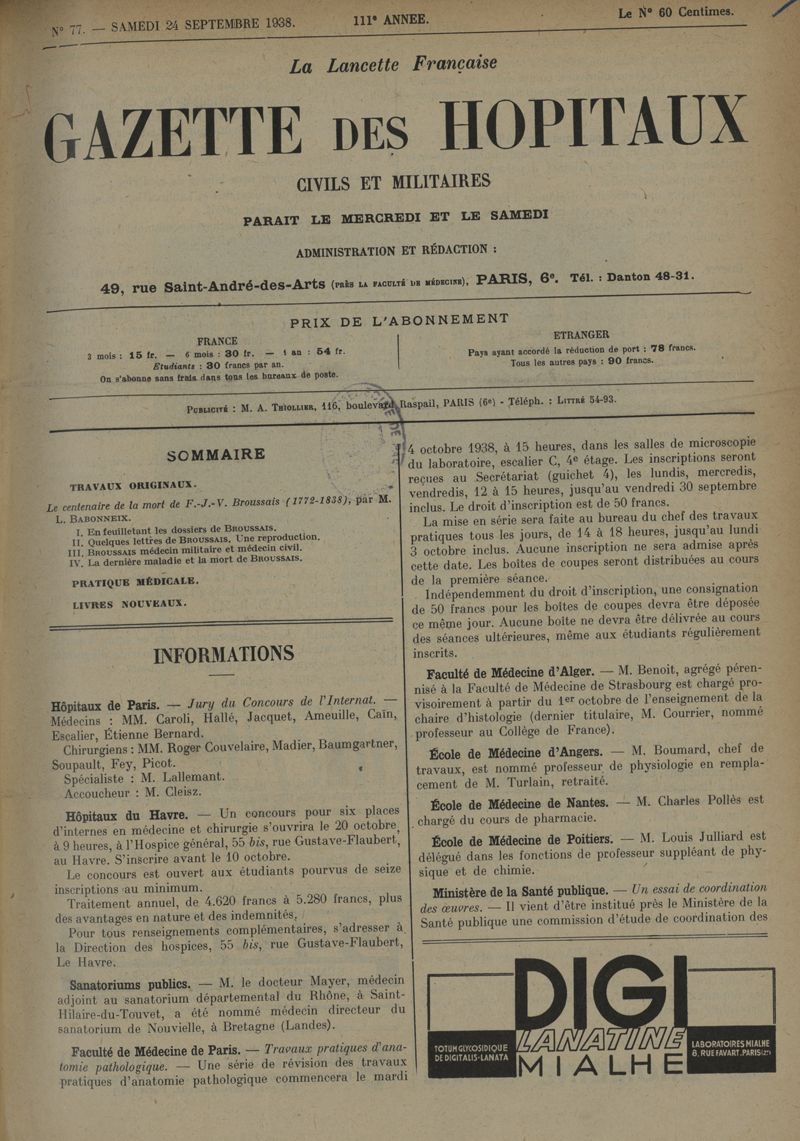 N° 77. — SAMEDI 24 SEPTEMBRE 1938.
111e ANNEE.
Le N° 60 Centimes.
La Lancette Française
GAZETTE DES HOPITAUX
CIVILS ET MILITAIRES
PARAIT LE MERCREDI ET LE SAMEDI
ADMINISTRATION ET RÉDACTION :
49, rue Saint-André-des-Arts (PRÈS LA FACULTÉ DE MÉDECINE), PARIS, 6e. Tél. : Danton 48-31.
PRIX DE L'ABONNEMENT
FRANCE
3 mois : 15 fr. — 6 mois : 30 fr. — 1 an : 54 fr.
Etudiants : 30 francs par an.
On s'abonne sans frais dans tous les bureaux de poste.
ETRANGER
Pays ayant accordé la réduction de port : 78 francs.
Tous les autres pays : 90 francs.
PUBLICITÉ : M. A. THIOLLIER, 116, boulevard Raspail, PARIS (6e) - Téléph. : LITTRÉ 54-93.
SOMMAIRE
TRAVAUX ORIGINAUX.
Le centenaire de la mort de F.-J.-V. Broussais (1772-1838), par M.
L. BABONNEIX.
I. En feuilletant les dossiers de BROUSSAIS.
II. Quelques lettres de BROUSSAIS. Une reproduction.
III. BROUSSAIS médecin militaire et médecin civil.
IV. La dernière maladie et la mort de BROUSSAIS.
PRATIQUE MÉDICALE.
LIVRES NOUVEAUX.
INFORMATIONS
Hôpitaux de Paris. — Jury du Concours de l'Internat. —
Médecins : MM. Caroli, Hallé, Jacquet, Ameuille, Caïn,
Escalier, Étienne Bernard.
Chirurgiens : MM. Roger Couvelaire, Madier, Baumgartner,
Soupault, Fey, Picot.
Spécialiste : M. Lallemant.
Accoucheur : M. Cleisz.
Hôpitaux du Havre. — Un concours pour six places
d'internes en médecine et chirurgie s'ouvrira le 20 octobre,
à 9 heures, à l'Hospice général, 55 bis, rue Gustave-Flaubert,
au Havre. S'inscrire avant le 10 octobre.
Le concours est ouvert aux étudiants pourvus de seize
inscriptions au minimum.
Traitement annuel, de 4.620 francs à 5.280 francs, plus
des avantages en nature et des indemnités.
Pour tous renseignements complémentaires, s'adresser à
la Direction des hospices, 55 bis, rue Gustave-Flaubert,
Le Havre.
Sanatoriums publics. — M. le docteur Mayer, médecin
adjoint au sanatorium départemental du Rhône, à Saint-
Hilaire-du-Touvet, a été nommé médecin directeur du
sanatorium de Nouvielle, à Bretagne (Landes).
Faculté de Médecine de Paris. — Travaux pratiques d'ana-
tomie pathologique. — Une série de révision des travaux
pratiques d'anatomie pathologique commencera le mardi
4 octobre 1938, à 15 heures, dans les salles de microscopie
du laboratoire, escalier C, 4e étage. Les inscriptions seront
reçues au Secrétariat (guichet 4), les lundis, mercredis,
vendredis, 12 à 15 heures, jusqu'au vendredi 30 septembre
inclus. Le droit d'inscription est de 50 francs.
La mise en série sera faite au bureau du chef des travaux
pratiques tous les jours, de 14 à 18 heures, jusqu'au lundi
3 octobre inclus. Aucune inscription ne sera admise après
cette date. Les boîtes de coupes seront distribuées au cours
de la première séance.
Indépendemment du droit d'inscription, une consignation
de 50 francs pour les boîtes de coupes devra être déposée
ce même jour. Aucune boîte ne devra être délivrée au cours
des séances ultérieures, même aux étudiants régulièrement
inscrits.
Faculté de Médecine d'Alger. — M. Benoit, agrégé péren-
nisé à la Faculté de Médecine de Strasbourg est chargé pro-
visoirement à partir du 1er octobre de l'enseignement de la
chaire d'histologie (dernier titulaire, M. Courrier, nommé
professeur au Collège de France).
École de Médecine d'Angers. — M. Boumard, chef de
travaux, est nommé professeur de physiologie en rempla-
cement de M. Turlain, retraité.
École de Médecine de Nantes. — M. Charles Pollès est
chargé du cours de pharmacie.
École de Médecine de Poitiers. — M. Louis Julliard est
délégué dans les fonctions de professeur suppléant de phy-
sique et de chimie.
Ministère de la Santé publique. — Un essai de coordination
des œuvres. — Il vient d'être institué près le Ministère de la
Santé publique une commission d'étude de coordination des
DIGI
LANATINE
MIALHE
TOTUM GLYCOSIDIQUE
DE DIGITALIS-LANATA
LABORATOIRES MIALHE
8, RUE FAVART, PARIS (2e)